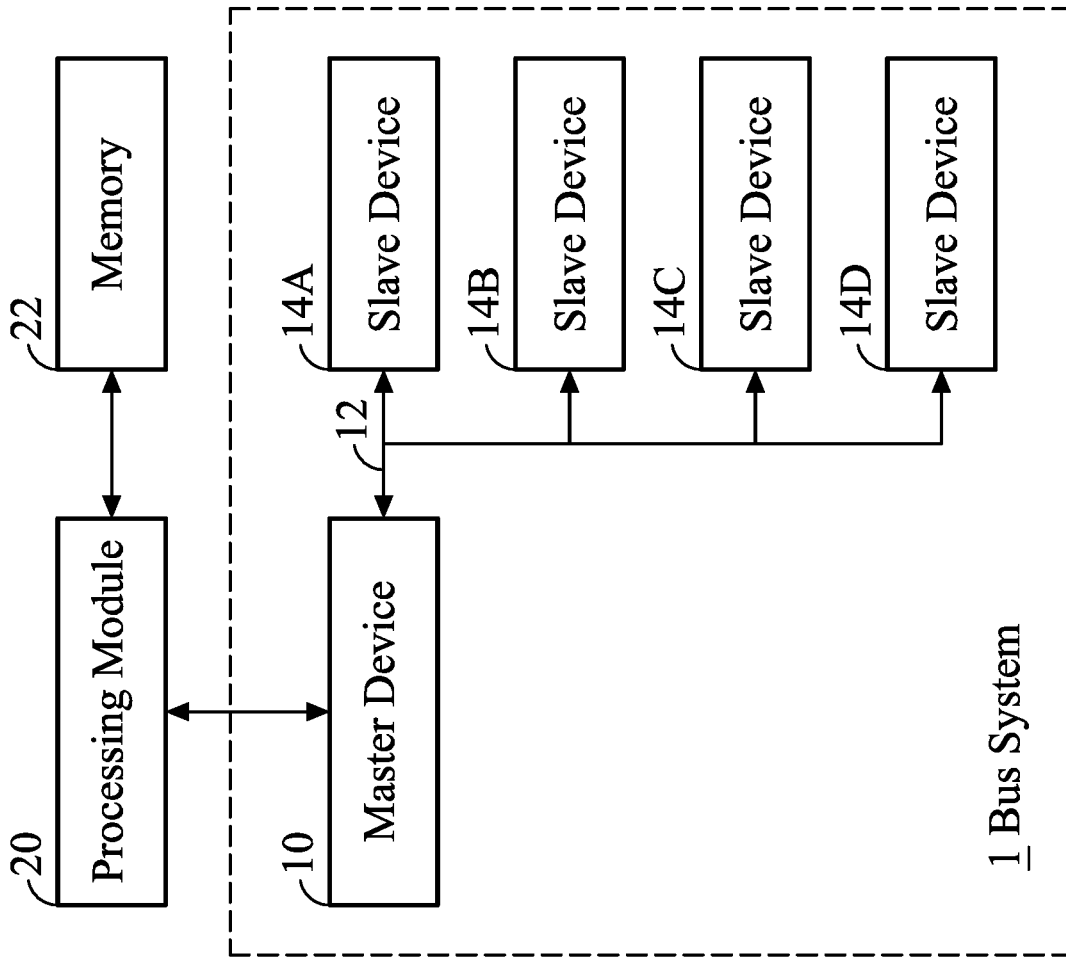 20
Processing Module
22
Memory
10
Master Device
12
14A
Slave Device
14B
Slave Device
14C
Slave Device
14D
Slave Device
1 Bus System